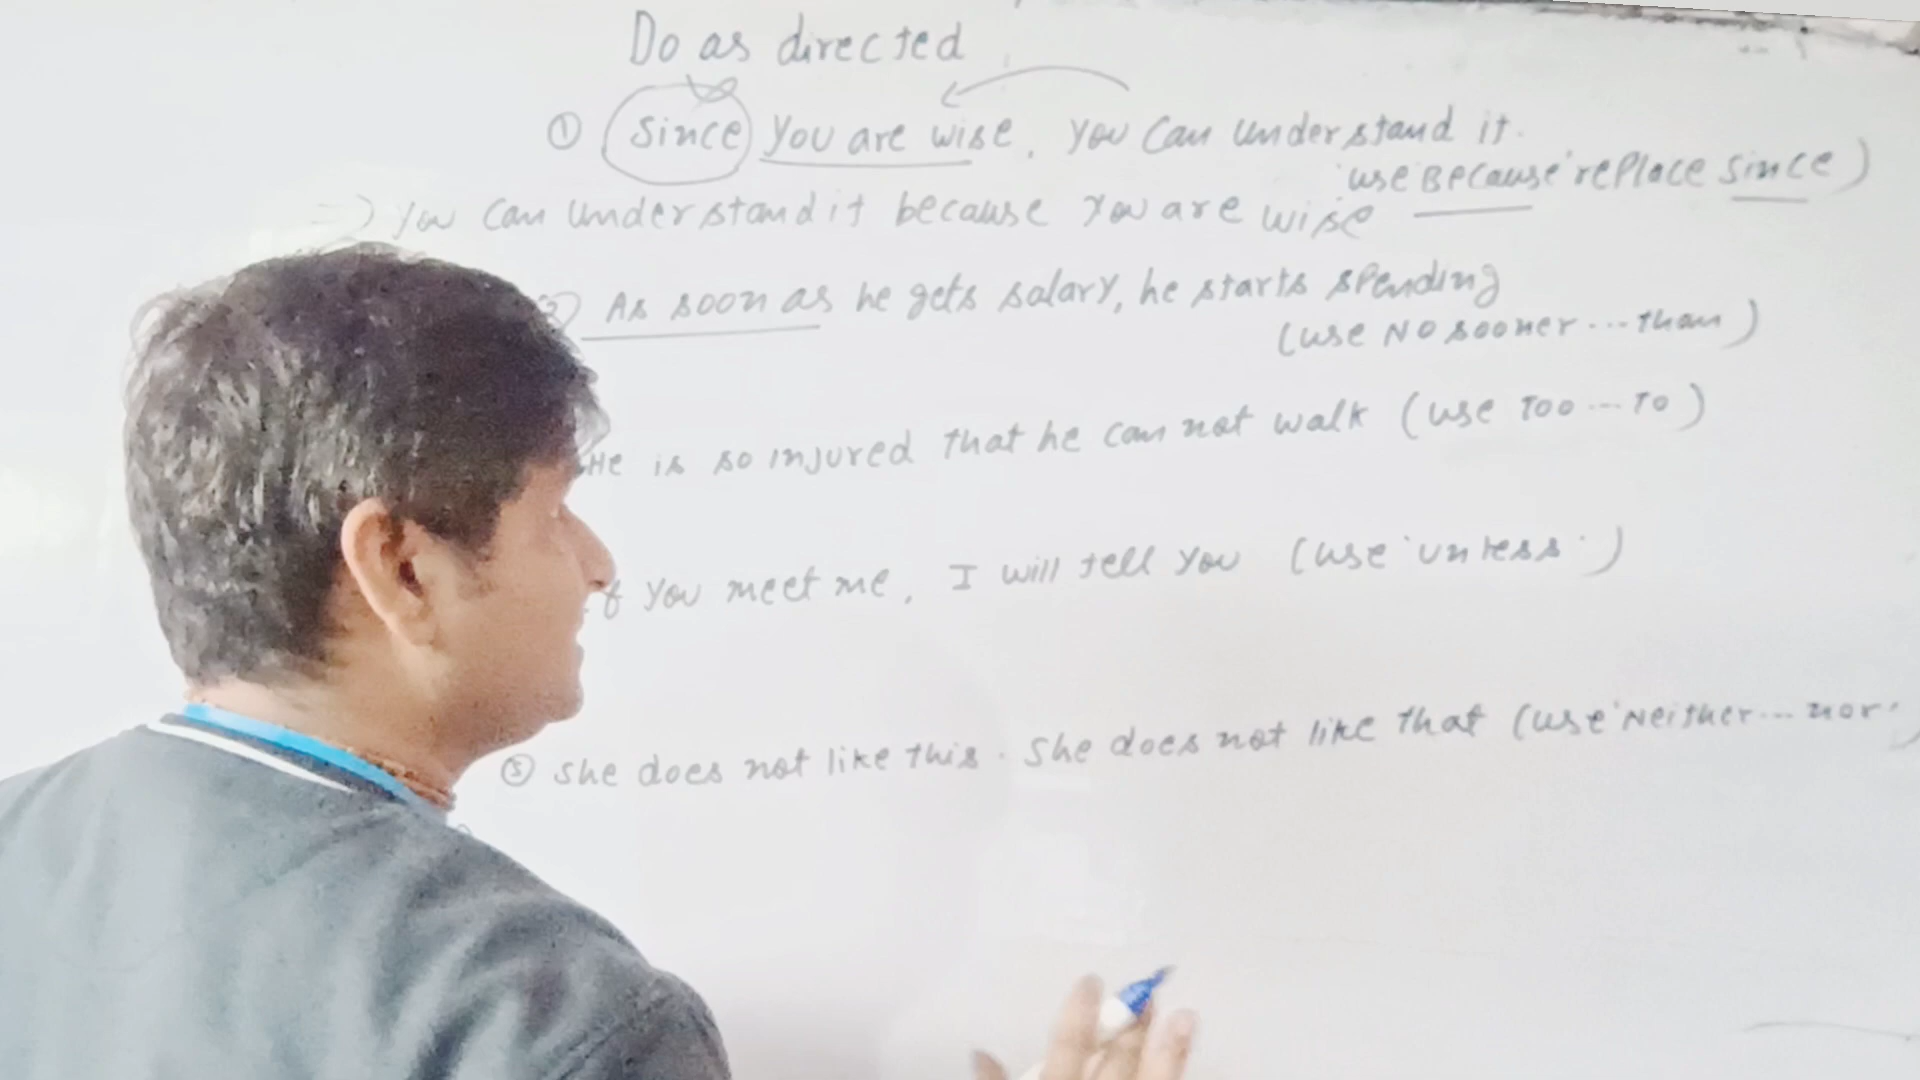 Do as directed
① Since you are wise, you can understand it.
'use Because' replace since)
=) you can understand it because you are wise
As soon as he gets salary, he starts spending
(use No sooner ... than)
He is so injured that he can not walk (use Too ... To)
you meet me, I will tell you (use 'unless')
⑤ she does not like this. She does not like that (use 'Neither ... nor'